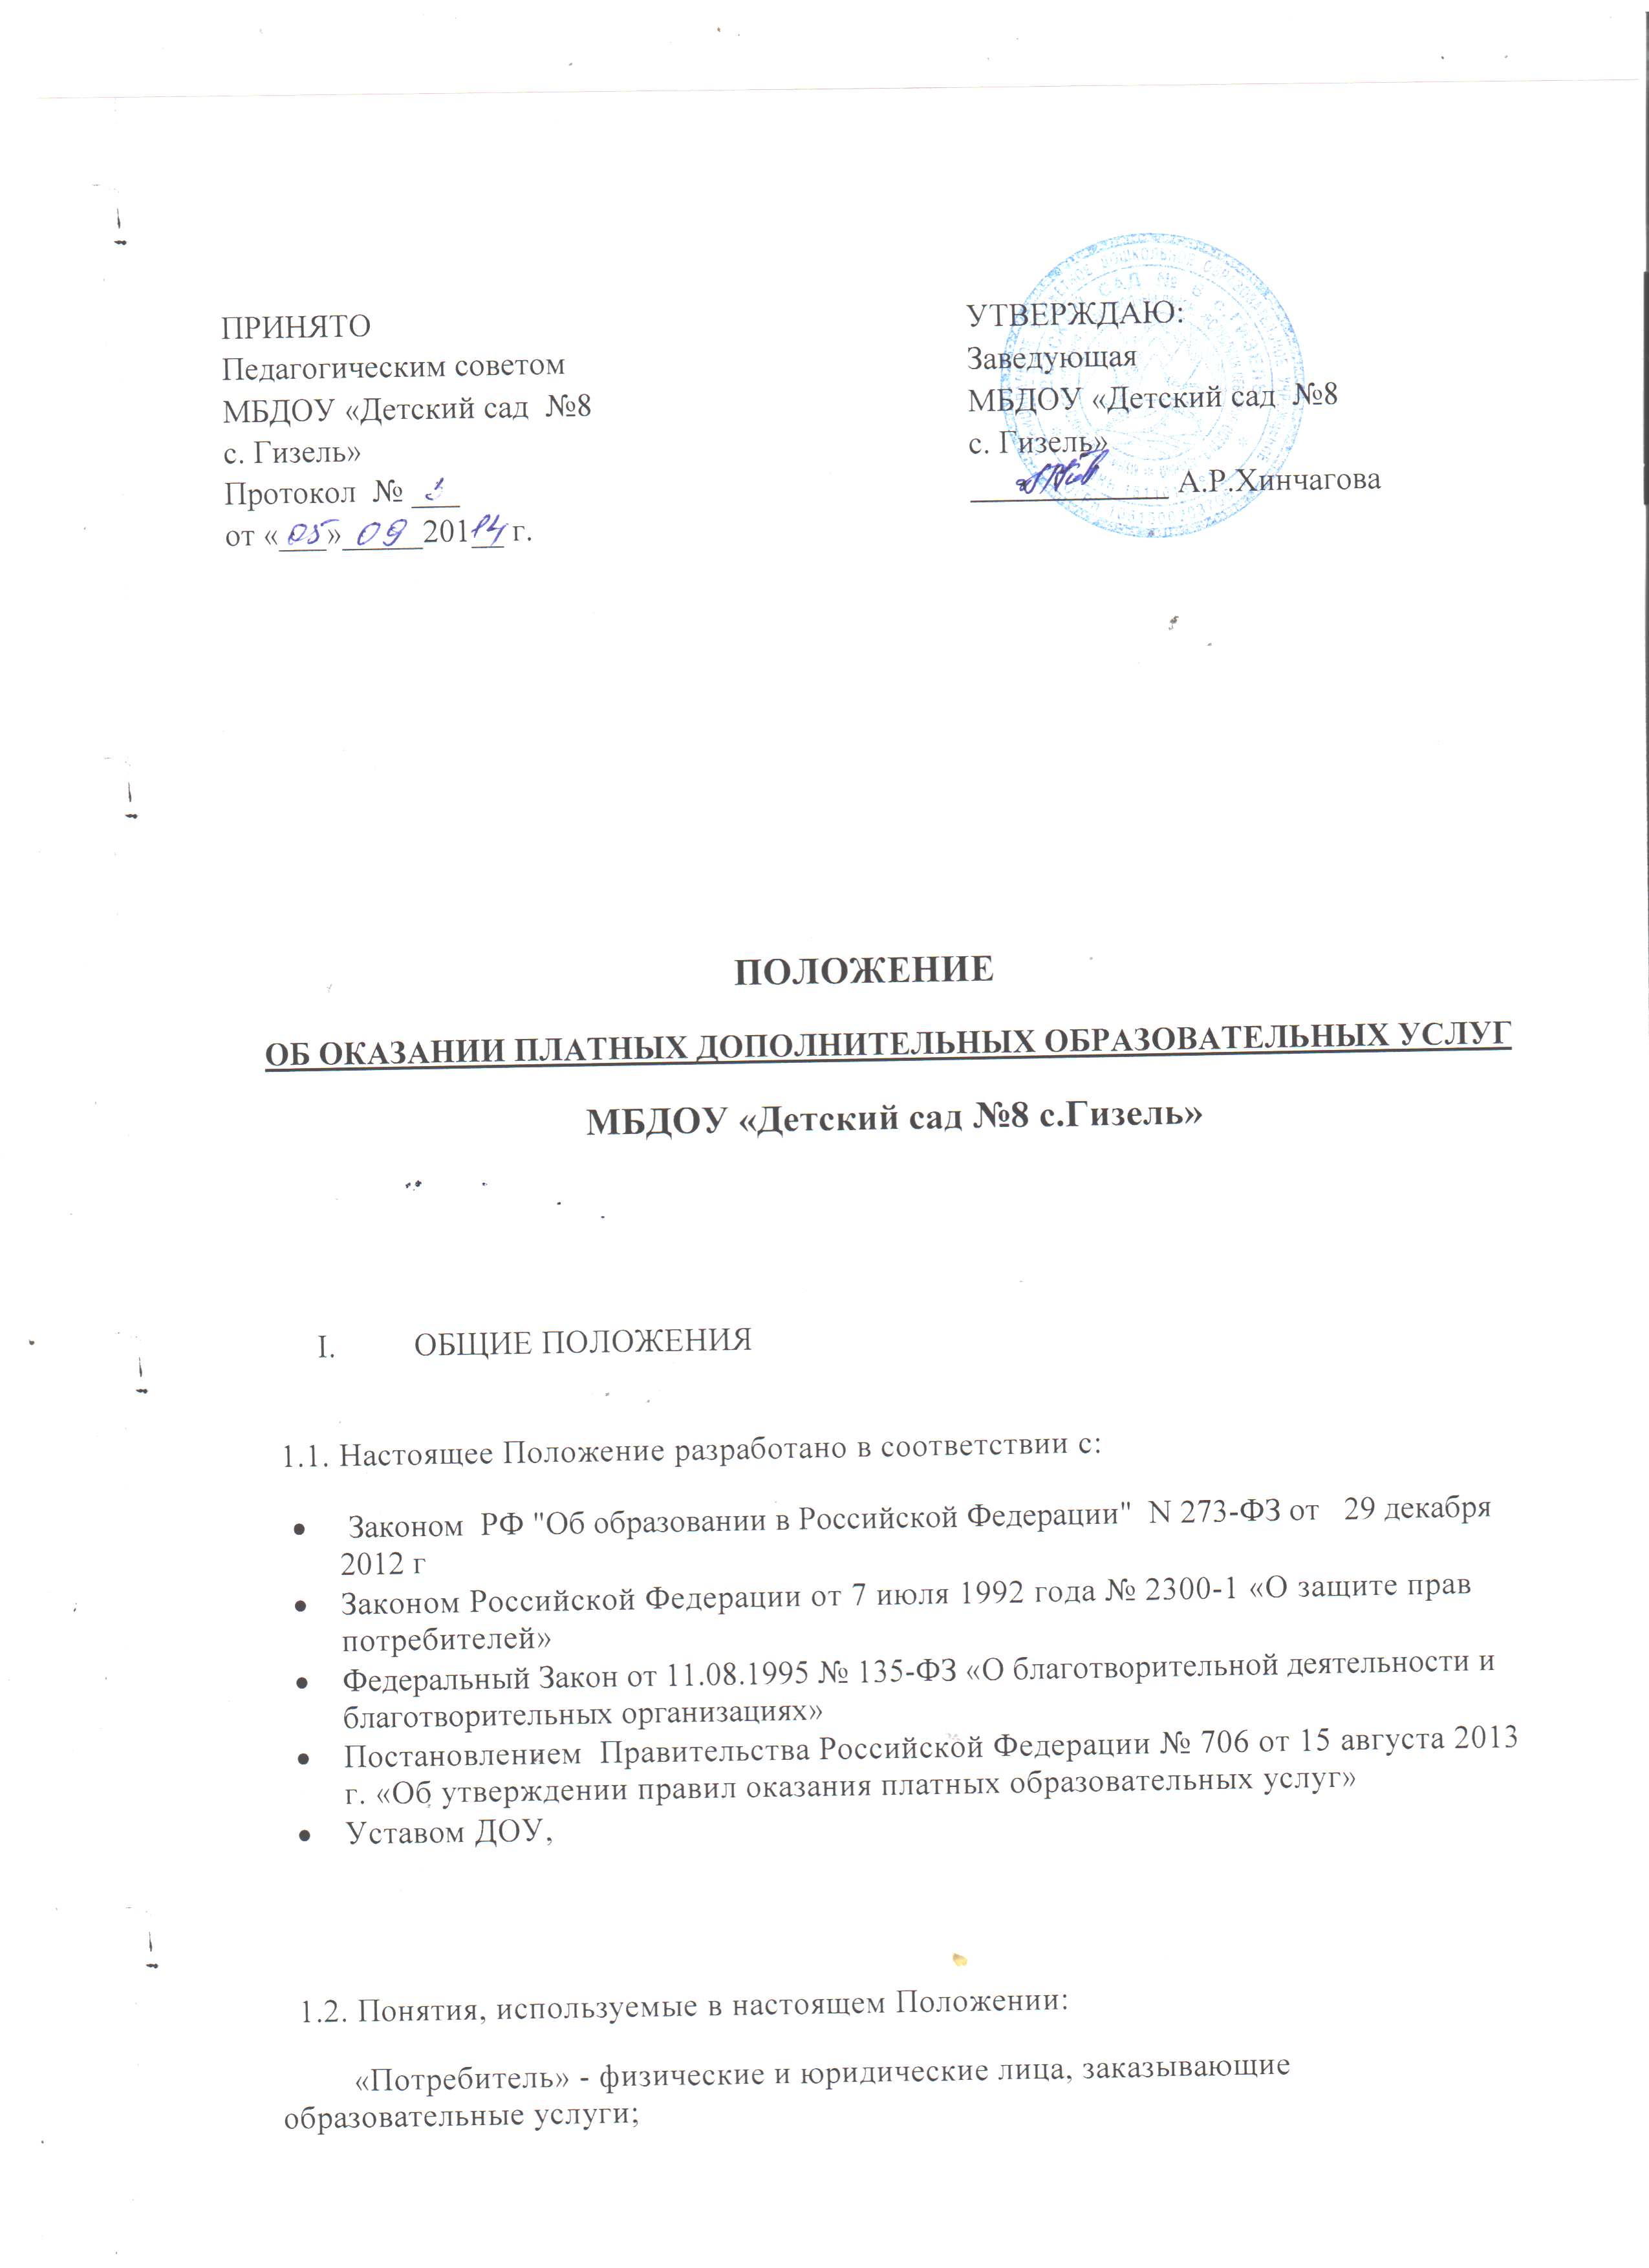 ПРИНЯТО
Педагогическим советом
МБДОУ «Детский сад №8
с. Гизель»
Протокол № 3
от «05» 09 20114 г.
УТВЕРЖДАЮ:
Заведующая
МБДОУ «Детский сад №8
с. Гизель»
____________ А.Р.Хинчагова
ПОЛОЖЕНИЕ
ОБ ОКАЗАНИИ ПЛАТНЫХ ДОПОЛНИТЕЛЬНЫХ ОБРАЗОВАТЕЛЬНЫХ УСЛУГ
МБДОУ «Детский сад №8 с.Гизель»
I. ОБЩИЕ ПОЛОЖЕНИЯ
1.1. Настоящее Положение разработано в соответствии с:
• Законом РФ "Об образовании в Российской Федерации" N 273-ФЗ от 29 декабря
2012 г
• Законом Российской Федерации от 7 июля 1992 года № 2300-1 «О защите прав
потребителей»
• Федеральный Закон от 11.08.1995 № 135-ФЗ «О благотворительной деятельности и
благотворительных организациях»
• Постановлением Правительства Российской Федерации № 706 от 15 августа 2013
г. «Об утверждении правил оказания платных образовательных услуг»
• Уставом ДОУ,
1.2. Понятия, используемые в настоящем Положении:
«Потребитель» - физические и юридические лица, заказывающие
образовательные услуги;